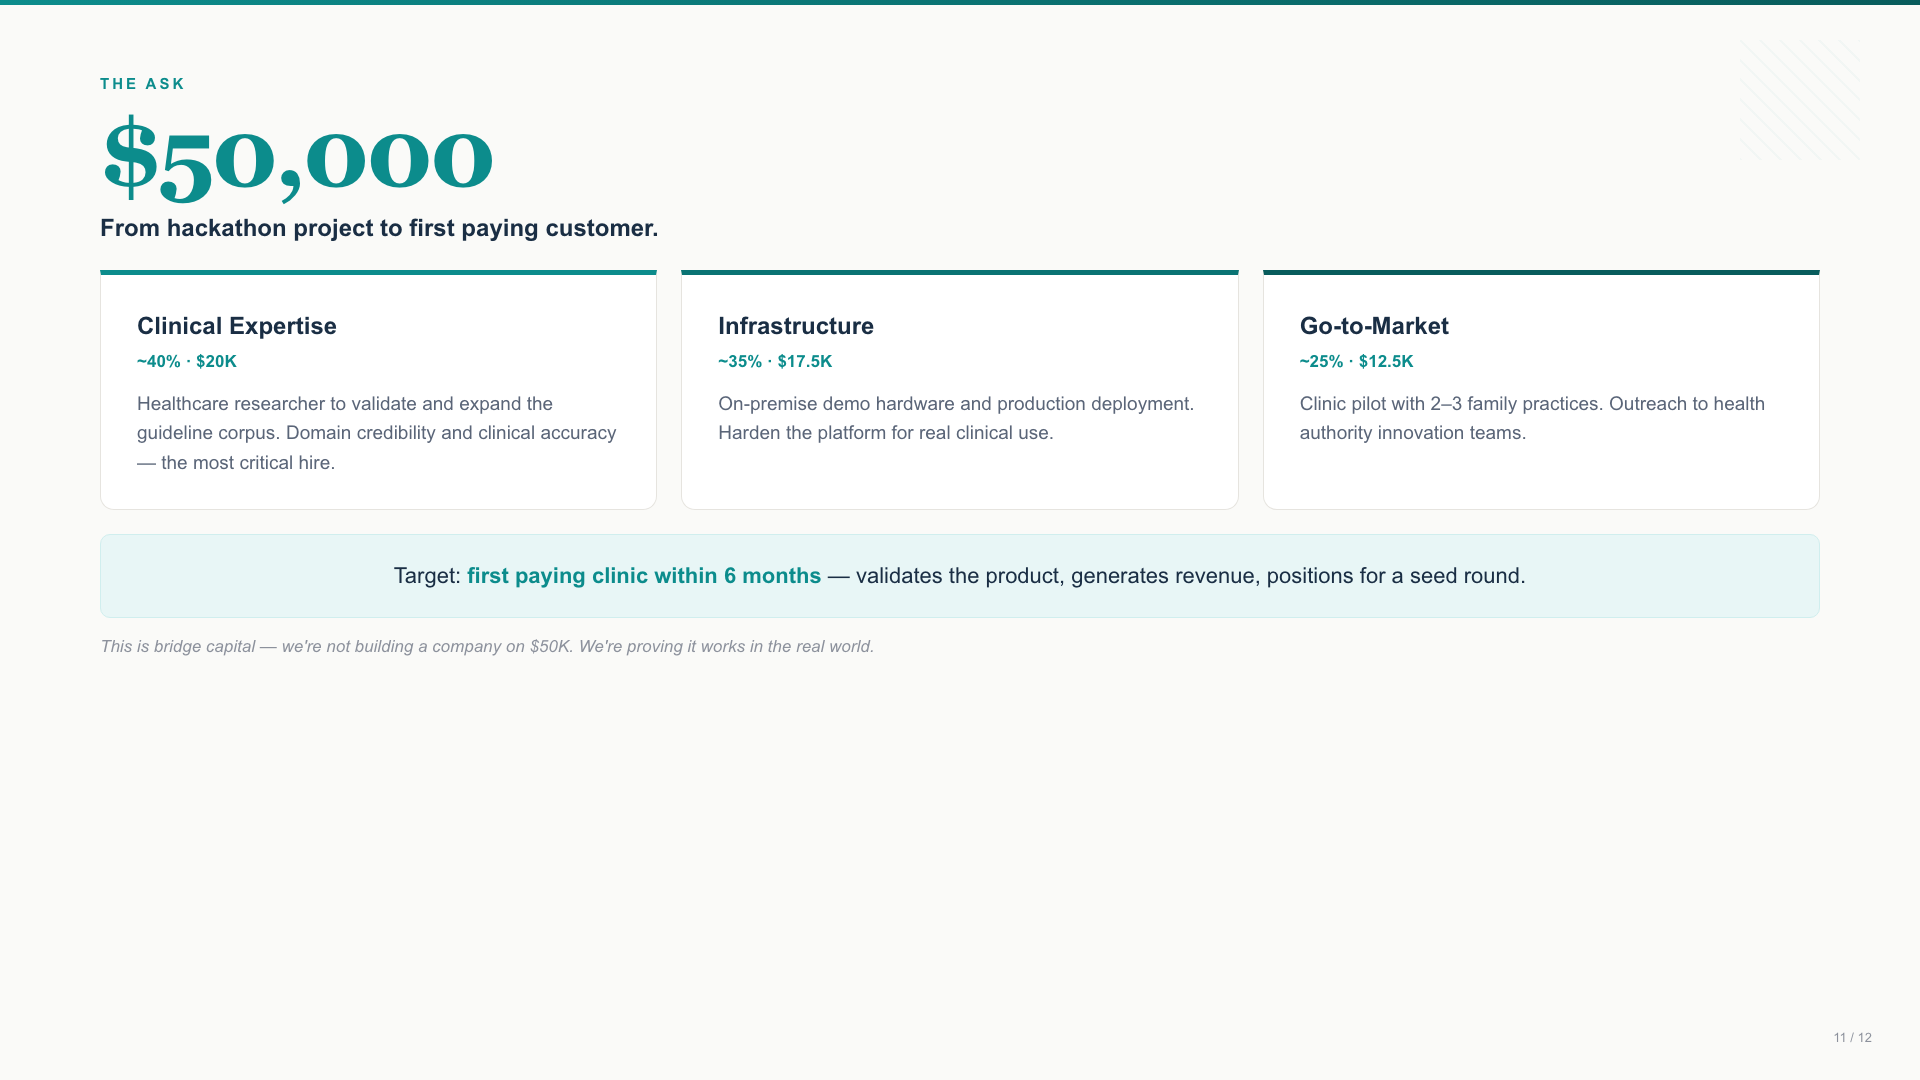 THE ASK
$50,000
From hackathon project to first paying customer.
Clinical Expertise
~40% · $20K
Healthcare researcher to validate and expand the
guideline corpus. Domain credibility and clinical accuracy
— the most critical hire.
Infrastructure
~35% · $17.5K
On-premise demo hardware and production deployment.
Harden the platform for real clinical use.
Go-to-Market
~25% · $12.5K
Clinic pilot with 2–3 family practices. Outreach to health
authority innovation teams.
Target: first paying clinic within 6 months — validates the product, generates revenue, positions for a seed round.
This is bridge capital — we're not building a company on $50K. We're proving it works in the real world.
11 / 12